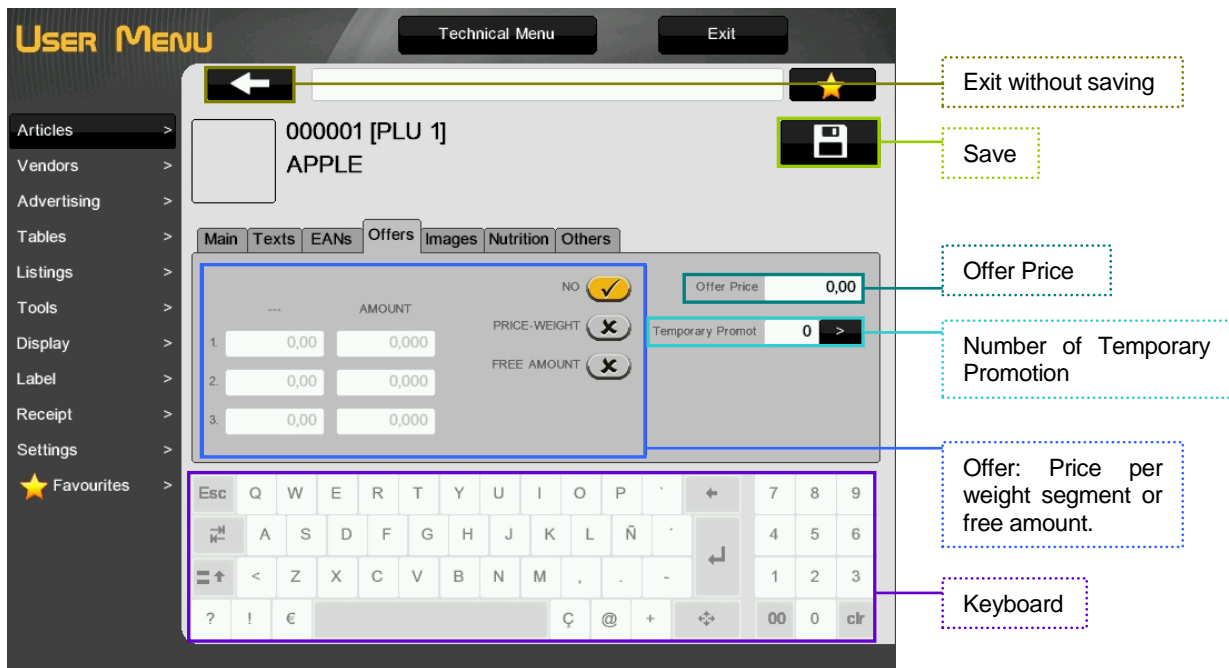 USER MENU
Technical Menu
Exit
Exit without saving
Articles >
000001 [PLU 1]
APPLE
Save
Vendors >
Advertising >
Tables >
Main Texts EANs Offers Images Nutrition Others
Listings >
Offer Price
NO
Offer Price 0,00
Tools >
--- AMOUNT
PRICE-WEIGHT
Temporary Promot 0 >
Number of Temporary
Promotion
Display >
1. 0,00 0,000
FREE AMOUNT
Label >
2. 0,00 0,000
Receipt >
3. 0,00 0,000
Settings >
Offer: Price per
weight segment or
free amount.
Favourites >
Esc Q W E R T Y U I O P ` 7 8 9
A S D F G H J K L Ñ ´ 4 5 6
< Z X C V B N M , . - 1 2 3
Keyboard
? ! € Ç @ + 00 0 clr